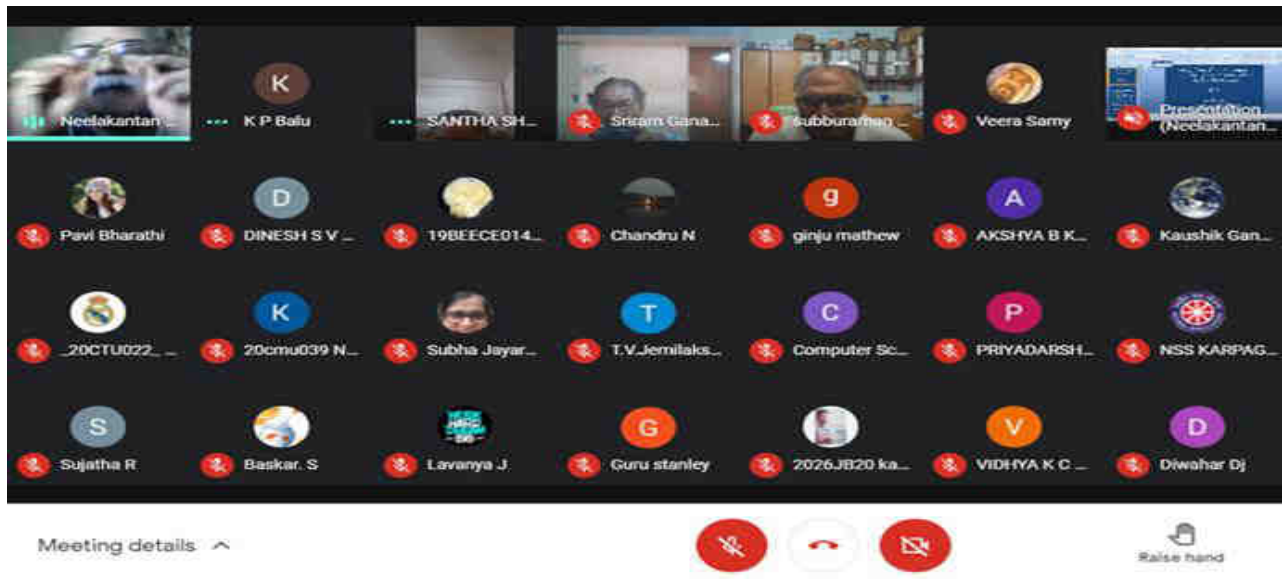 Neelakantan ...
K
K P Balu
SANTHA SH...
Sriram Gana...
subburaman ...
Veera Samy
Presentation
(Neelakantan...
Pavi Bharathi
D
DINESH S V ...
19BEECE014...
Chandru N
g
ginju mathew
A
AKSHYA B K...
Kaushik Gan...
_20CTU022_ ...
K
20cmu039 N...
Subha Jayar...
T
T.V.Jemilaks...
C
Computer Sc...
P
PRIYADARSH...
NSS KARPAG...
S
Sujatha R
Baskar. S
Lavanya J
G
Guru stanley
2026JB20 ka...
V
VIDHYA K C ...
D
Diwahar Dj
Meeting details
Raise hand